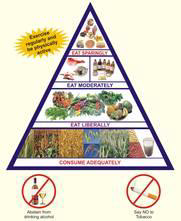 Exercise
regularly and
be physically
active
EAT SPARINGLY
EAT MODERATELY
EAT LIBERALLY
CONSUME ADEQUATELY
Abstain from
drinking alcohol
Say NO to
Tobacco